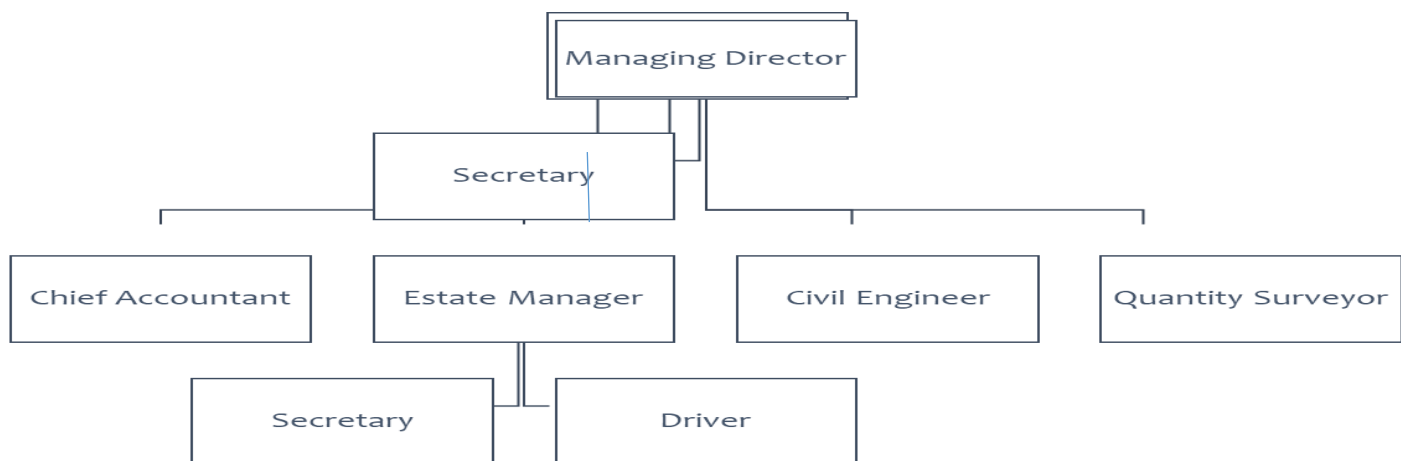 Managing Director
Secretary
Chief Accountant
Estate Manager
Civil Engineer
Quantity Surveyor
Secretary
Driver